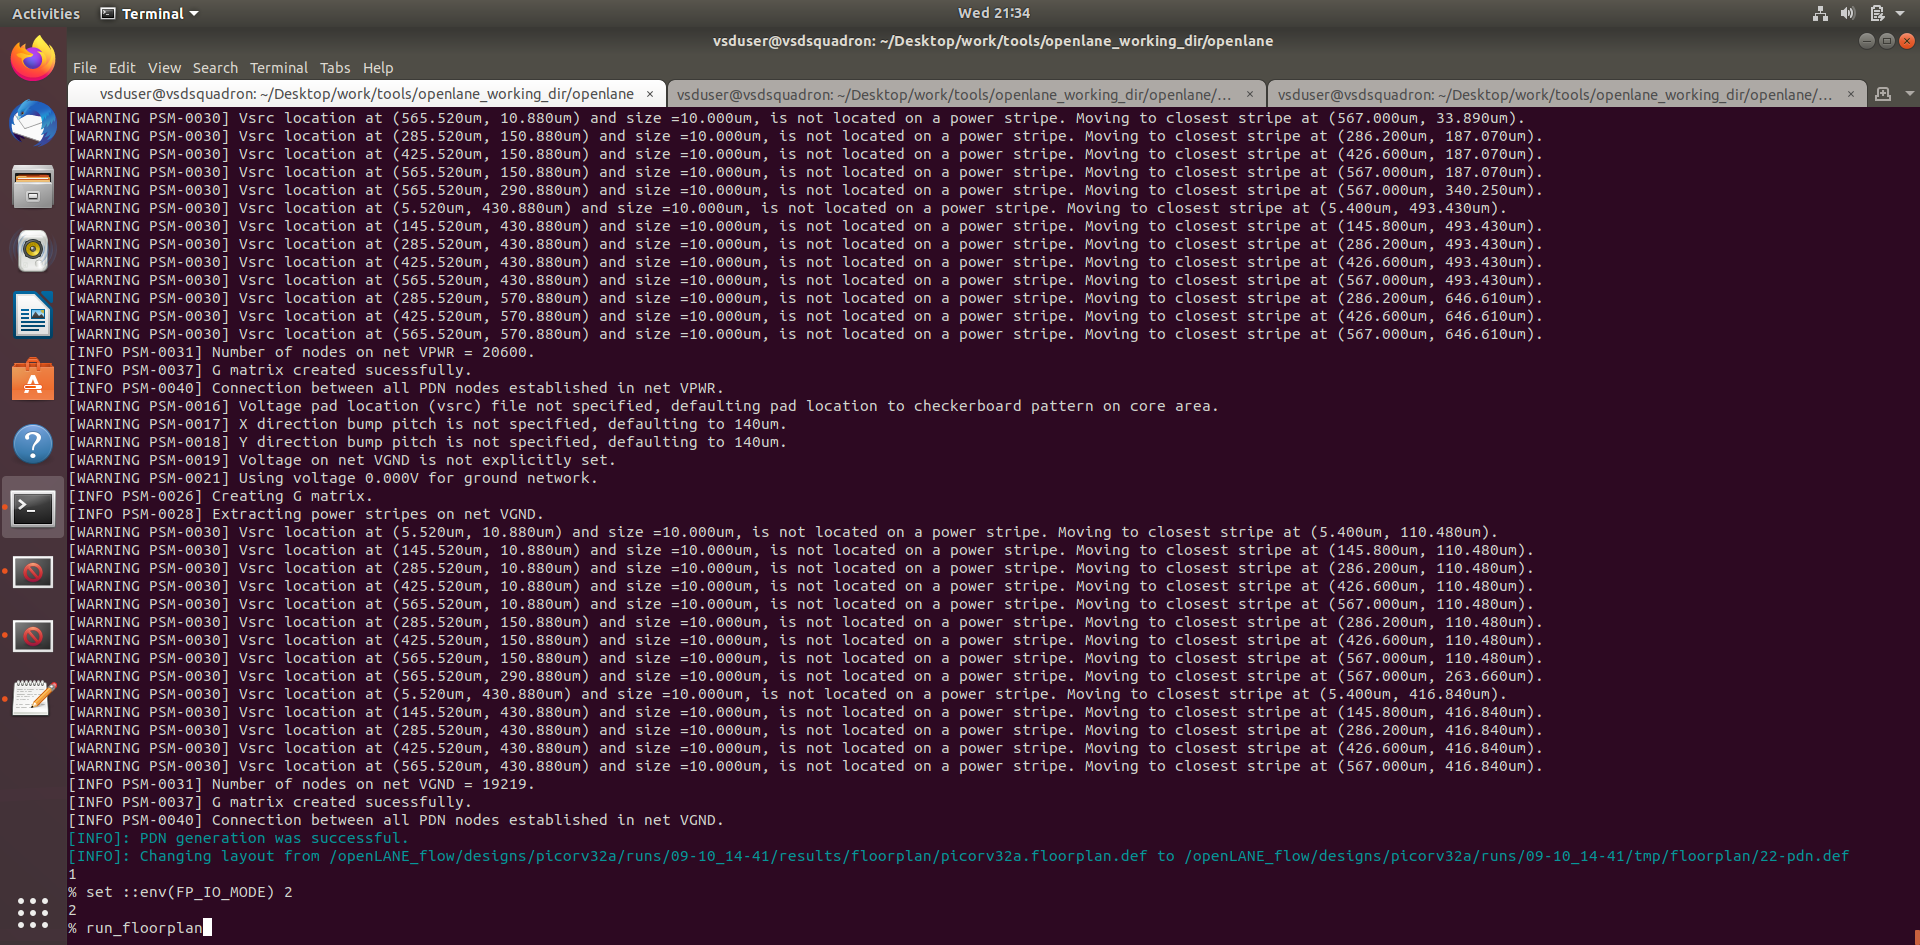 Activities Terminal Wed 21:34
vsduser@vsdsquadron: ~/Desktop/work/tools/openlane_working_dir/openlane
File Edit View Search Terminal Tabs Help
vsduser@vsdsquadron: ~/Desktop/work/tools/openlane_working_dir/openlane × vsduser@vsdsquadron: ~/Desktop/work/tools/openlane_working_dir/openlane/... × vsduser@vsdsquadron: ~/Desktop/work/tools/openlane_working_dir/openlane/... ×
[WARNING PSM-0030] Vsrc location at (565.520um, 10.880um) and size =10.000um, is not located on a power stripe. Moving to closest stripe at (567.000um, 33.890um).
[WARNING PSM-0030] Vsrc location at (285.520um, 150.880um) and size =10.000um, is not located on a power stripe. Moving to closest stripe at (286.200um, 187.070um).
[WARNING PSM-0030] Vsrc location at (425.520um, 150.880um) and size =10.000um, is not located on a power stripe. Moving to closest stripe at (426.600um, 187.070um).
[WARNING PSM-0030] Vsrc location at (565.520um, 150.880um) and size =10.000um, is not located on a power stripe. Moving to closest stripe at (567.000um, 187.070um).
[WARNING PSM-0030] Vsrc location at (565.520um, 290.880um) and size =10.000um, is not located on a power stripe. Moving to closest stripe at (567.000um, 340.250um).
[WARNING PSM-0030] Vsrc location at (5.520um, 430.880um) and size =10.000um, is not located on a power stripe. Moving to closest stripe at (5.400um, 493.430um).
[WARNING PSM-0030] Vsrc location at (145.520um, 430.880um) and size =10.000um, is not located on a power stripe. Moving to closest stripe at (145.800um, 493.430um).
[WARNING PSM-0030] Vsrc location at (285.520um, 430.880um) and size =10.000um, is not located on a power stripe. Moving to closest stripe at (286.200um, 493.430um).
[WARNING PSM-0030] Vsrc location at (425.520um, 430.880um) and size =10.000um, is not located on a power stripe. Moving to closest stripe at (426.600um, 493.430um).
[WARNING PSM-0030] Vsrc location at (565.520um, 430.880um) and size =10.000um, is not located on a power stripe. Moving to closest stripe at (567.000um, 493.430um).
[WARNING PSM-0030] Vsrc location at (285.520um, 570.880um) and size =10.000um, is not located on a power stripe. Moving to closest stripe at (286.200um, 646.610um).
[WARNING PSM-0030] Vsrc location at (425.520um, 570.880um) and size =10.000um, is not located on a power stripe. Moving to closest stripe at (426.600um, 646.610um).
[WARNING PSM-0030] Vsrc location at (565.520um, 570.880um) and size =10.000um, is not located on a power stripe. Moving to closest stripe at (567.000um, 646.610um).
[INFO PSM-0031] Number of nodes on net VPWR = 20600.
[INFO PSM-0037] G matrix created sucessfully.
[INFO PSM-0040] Connection between all PDN nodes established in net VPWR.
[WARNING PSM-0016] Voltage pad location (vsrc) file not specified, defaulting pad location to checkerboard pattern on core area.
[WARNING PSM-0017] X direction bump pitch is not specified, defaulting to 140um.
[WARNING PSM-0018] Y direction bump pitch is not specified, defaulting to 140um.
[WARNING PSM-0019] Voltage on net VGND is not explicitly set.
[WARNING PSM-0021] Using voltage 0.000V for ground network.
[INFO PSM-0026] Creating G matrix.
[INFO PSM-0028] Extracting power stripes on net VGND.
[WARNING PSM-0030] Vsrc location at (5.520um, 10.880um) and size =10.000um, is not located on a power stripe. Moving to closest stripe at (5.400um, 110.480um).
[WARNING PSM-0030] Vsrc location at (145.520um, 10.880um) and size =10.000um, is not located on a power stripe. Moving to closest stripe at (145.800um, 110.480um).
[WARNING PSM-0030] Vsrc location at (285.520um, 10.880um) and size =10.000um, is not located on a power stripe. Moving to closest stripe at (286.200um, 110.480um).
[WARNING PSM-0030] Vsrc location at (425.520um, 10.880um) and size =10.000um, is not located on a power stripe. Moving to closest stripe at (426.600um, 110.480um).
[WARNING PSM-0030] Vsrc location at (565.520um, 10.880um) and size =10.000um, is not located on a power stripe. Moving to closest stripe at (567.000um, 110.480um).
[WARNING PSM-0030] Vsrc location at (285.520um, 150.880um) and size =10.000um, is not located on a power stripe. Moving to closest stripe at (286.200um, 110.480um).
[WARNING PSM-0030] Vsrc location at (425.520um, 150.880um) and size =10.000um, is not located on a power stripe. Moving to closest stripe at (426.600um, 110.480um).
[WARNING PSM-0030] Vsrc location at (565.520um, 150.880um) and size =10.000um, is not located on a power stripe. Moving to closest stripe at (567.000um, 110.480um).
[WARNING PSM-0030] Vsrc location at (565.520um, 290.880um) and size =10.000um, is not located on a power stripe. Moving to closest stripe at (567.000um, 263.660um).
[WARNING PSM-0030] Vsrc location at (5.520um, 430.880um) and size =10.000um, is not located on a power stripe. Moving to closest stripe at (5.400um, 416.840um).
[WARNING PSM-0030] Vsrc location at (145.520um, 430.880um) and size =10.000um, is not located on a power stripe. Moving to closest stripe at (145.800um, 416.840um).
[WARNING PSM-0030] Vsrc location at (285.520um, 430.880um) and size =10.000um, is not located on a power stripe. Moving to closest stripe at (286.200um, 416.840um).
[WARNING PSM-0030] Vsrc location at (425.520um, 430.880um) and size =10.000um, is not located on a power stripe. Moving to closest stripe at (426.600um, 416.840um).
[WARNING PSM-0030] Vsrc location at (565.520um, 430.880um) and size =10.000um, is not located on a power stripe. Moving to closest stripe at (567.000um, 416.840um).
[INFO PSM-0031] Number of nodes on net VGND = 19219.
[INFO PSM-0037] G matrix created sucessfully.
[INFO PSM-0040] Connection between all PDN nodes established in net VGND.
[INFO]: PDN generation was successful.
[INFO]: Changing layout from /openLANE_flow/designs/picorv32a/runs/09-10_14-41/results/floorplan/picorv32a.floorplan.def to /openLANE_flow/designs/picorv32a/runs/09-10_14-41/tmp/floorplan/22-pdn.def
1
% set ::env(FP_IO_MODE) 2
2
% run_floorplan